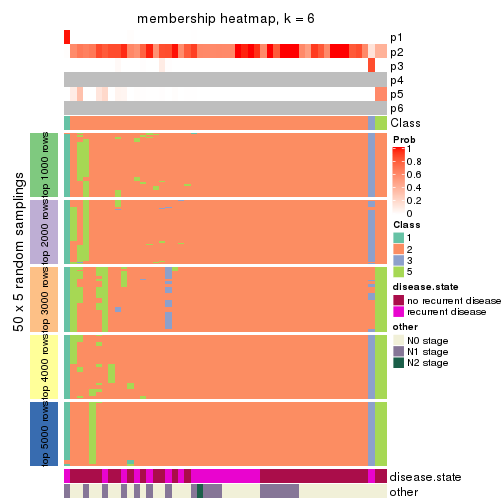 membership heatmap, k = 6
p1
p2
p3
p4
p5
p6
Class
50 x 5 random samplings
top 1000 rows
top 2000 rows
top 3000 rows
top 4000 rows
top 5000 rows
disease.state
other
Prob
1
0.8
0.6
0.4
0.2
0
Class
1
2
3
5
disease.state
no recurrent disease
recurrent disease
other
N0 stage
N1 stage
N2 stage